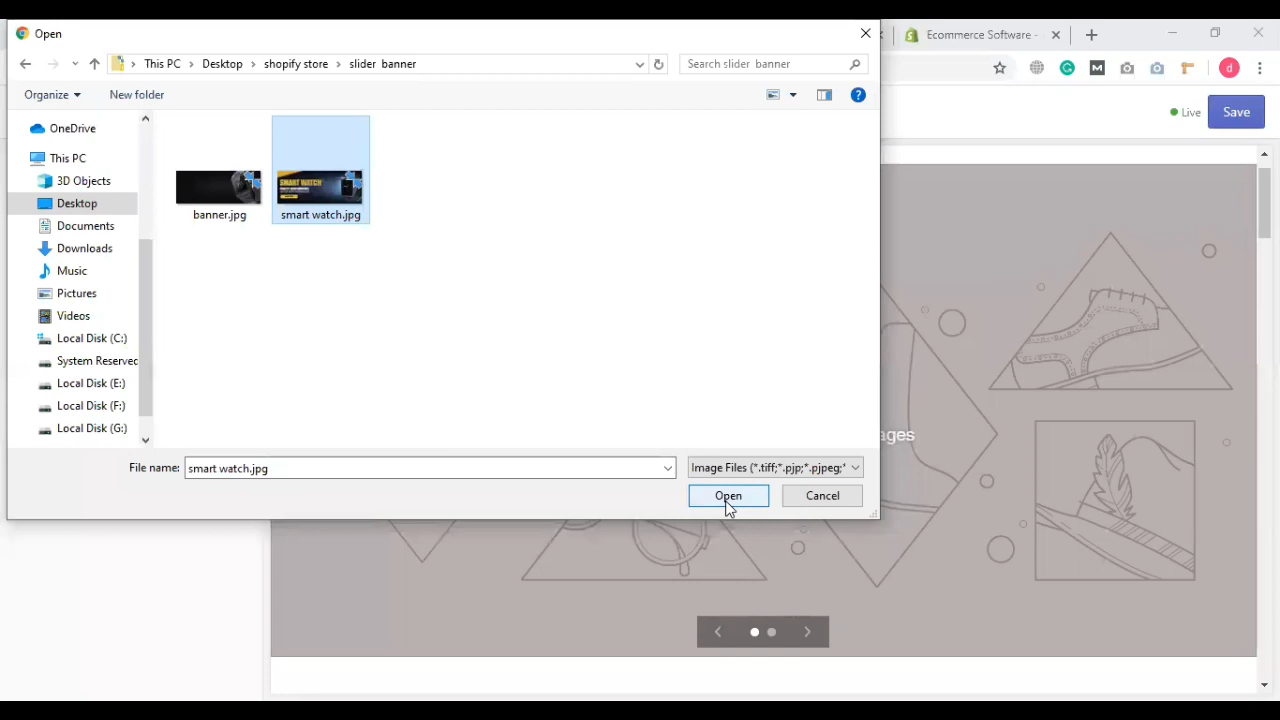 Open
Ecommerce Software -
This PC
Desktop
shopify store
slider banner
Search slider banner
Organize
New folder
Live
Save
OneDrive
This PC
3D Objects
Desktop
Documents
Downloads
Music
Pictures
Videos
Local Disk (C:)
System Reserved
Local Disk (E:)
Local Disk (F:)
Local Disk (G:)
SMART WATCH
banner.jpg
smart watch.jpg
ages
File name:
smart watch.jpg
Image Files (*.tiff;*.pjp;*.pjpeg;*
Open
Cancel
M
d